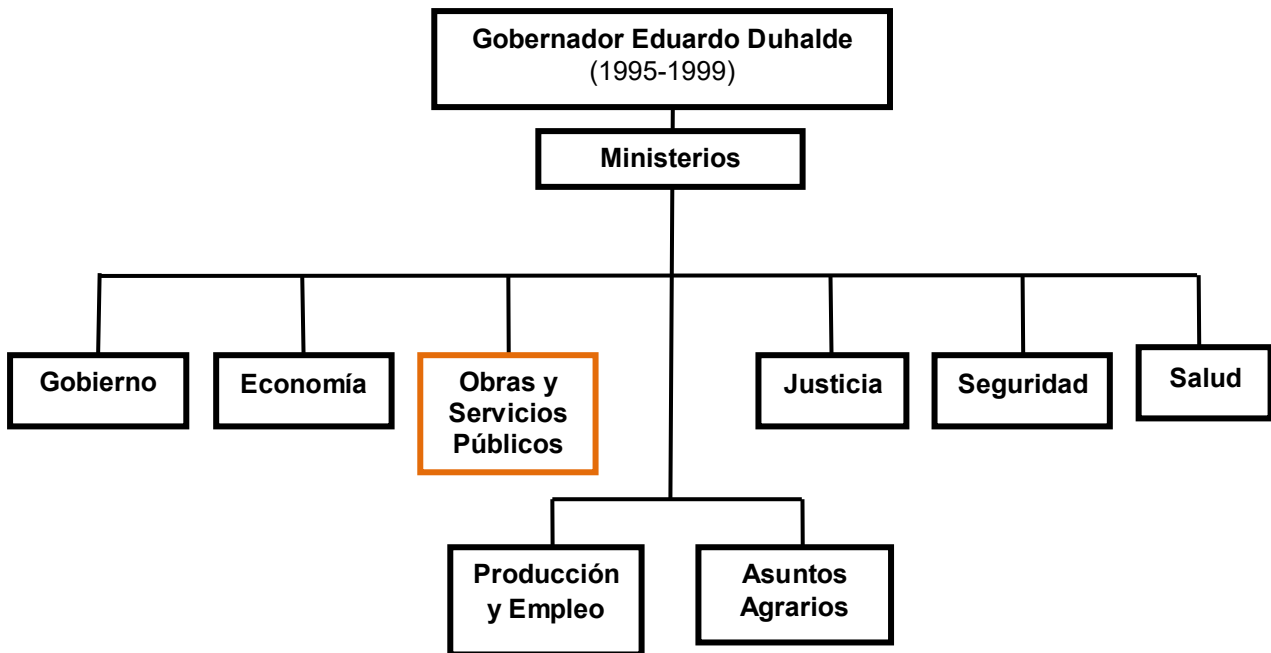 Gobernador Eduardo Duhalde
(1995-1999)
Ministerios
Gobierno
Economía
Obras y
Servicios
Públicos
Justicia
Seguridad
Salud
Producción
y Empleo
Asuntos
Agrarios